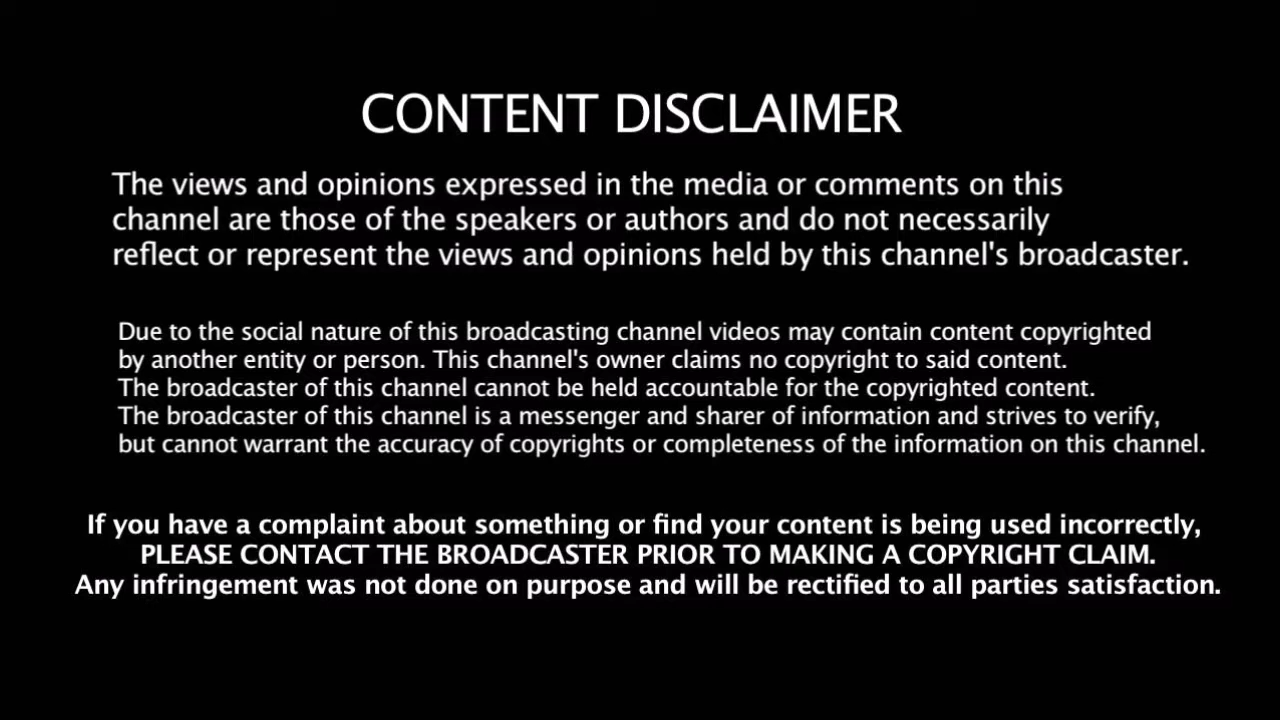 CONTENT DISCLAIMER
The views and opinions expressed in the media or comments on this
channel are those of the speakers or authors and do not necessarily
reflect or represent the views and opinions held by this channel's broadcaster.
Due to the social nature of this broadcasting channel videos may contain content copyrighted
by another entity or person. This channel's owner claims no copyright to said content.
The broadcaster of this channel cannot be held accountable for the copyrighted content.
The broadcaster of this channel is a messenger and sharer of information and strives to verify,
but cannot warrant the accuracy of copyrights or completeness of the information on this channel.
If you have a complaint about something or find your content is being used incorrectly,
PLEASE CONTACT THE BROADCASTER PRIOR TO MAKING A COPYRIGHT CLAIM.
Any infringement was not done on purpose and will be rectified to all parties satisfaction.